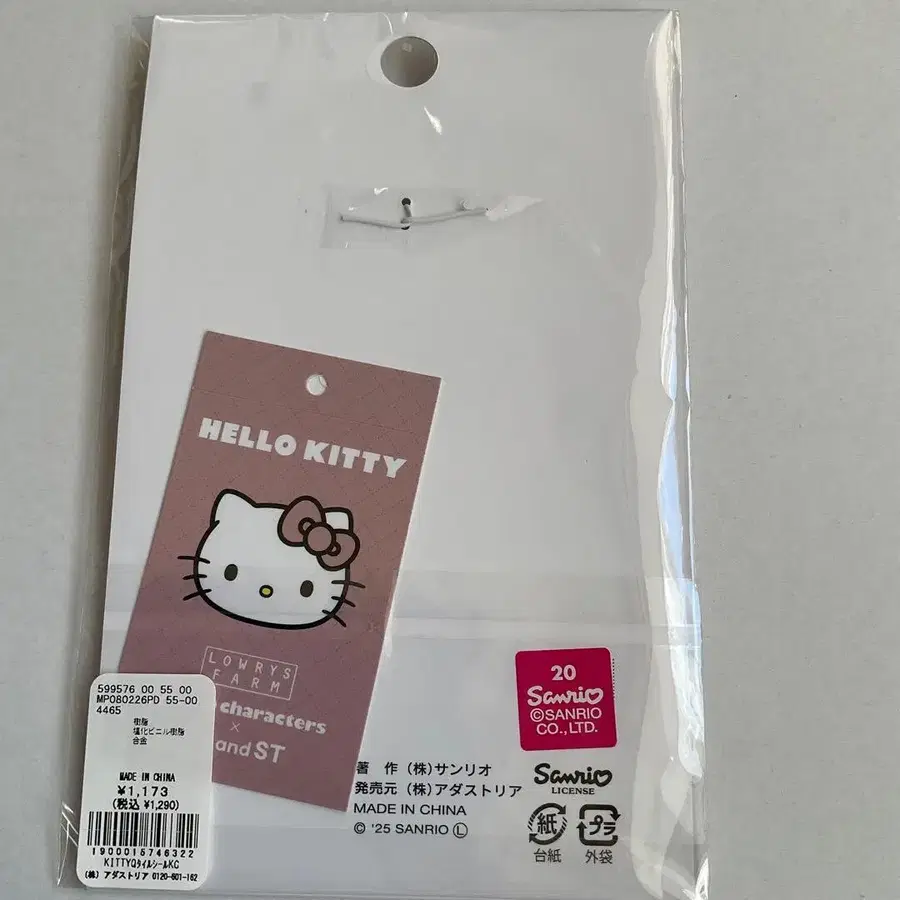 HELLO KITTY
LOWRYS
FARM
characters
×
and ST
599576 00 55 00
MP080226PD 55-00
4465
樹脂
塩化ビニル樹脂
合金
MADE IN CHINA
¥1,173
(税込 ¥1,290)
1900015746322
KITTYQタイルシールKC
(株) アダストリア 0120-601-162
20
Sanrio
©SANRIO
CO.,LTD.
著 作 (株)サンリオ
発売元 (株)アダストリア
MADE IN CHINA
© '25 SANRIO Ⓛ
Sanrio
LICENSE
紙
台紙
プラ
外袋